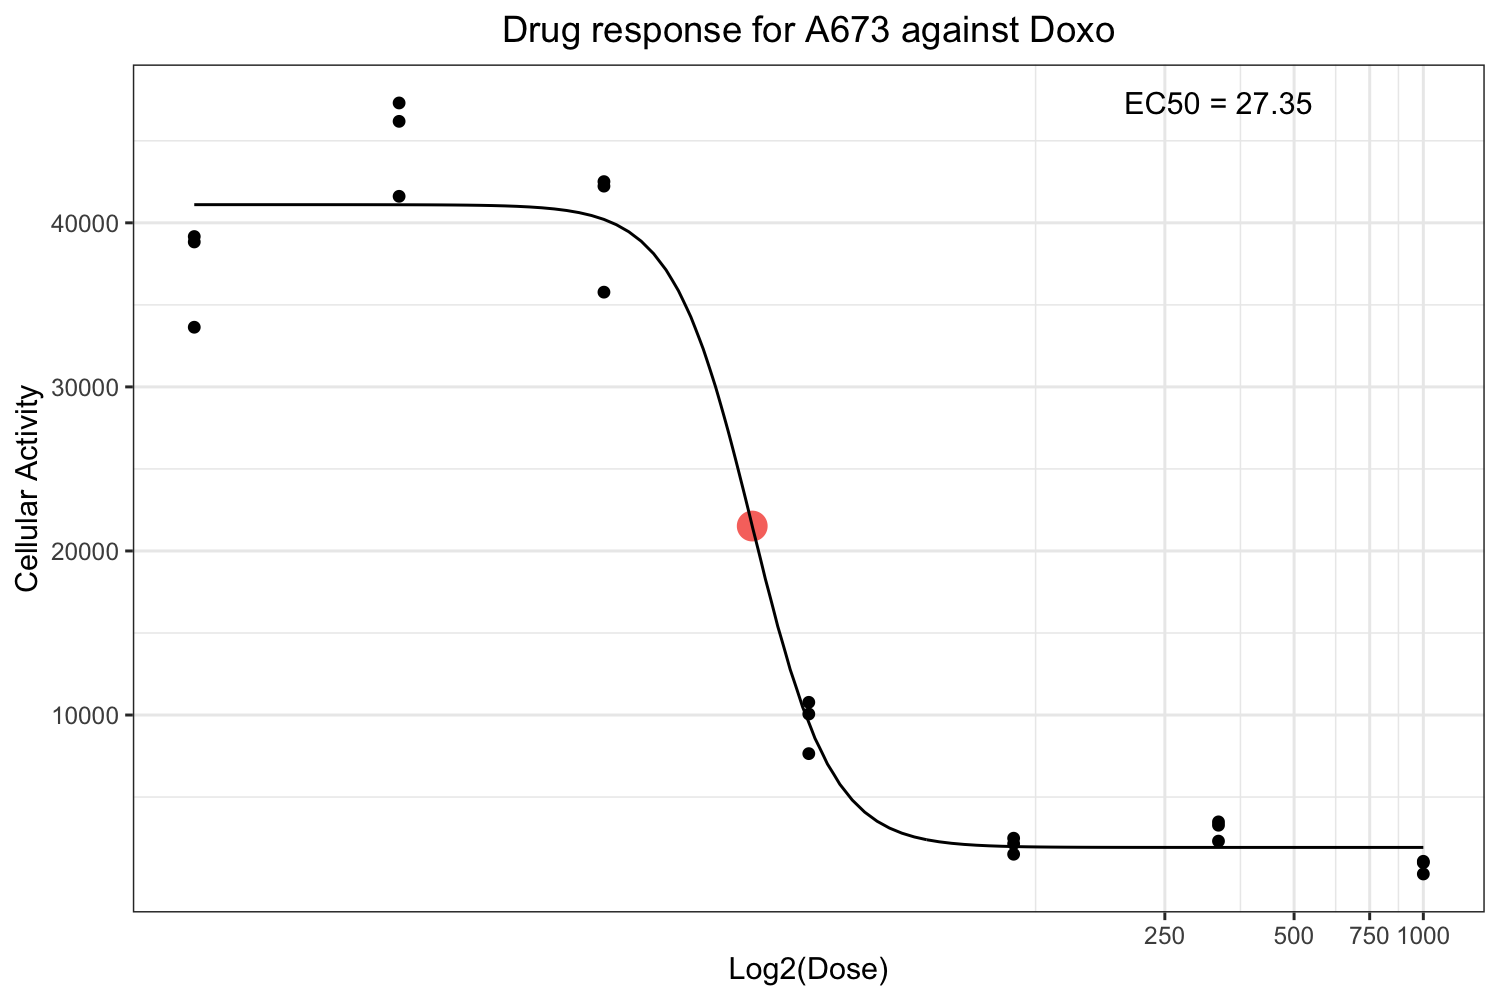 Drug response for A673 against Doxo
EC50 = 27.35
Cellular Activity
40000
30000
20000
10000
250 500 750 1000
Log2(Dose)